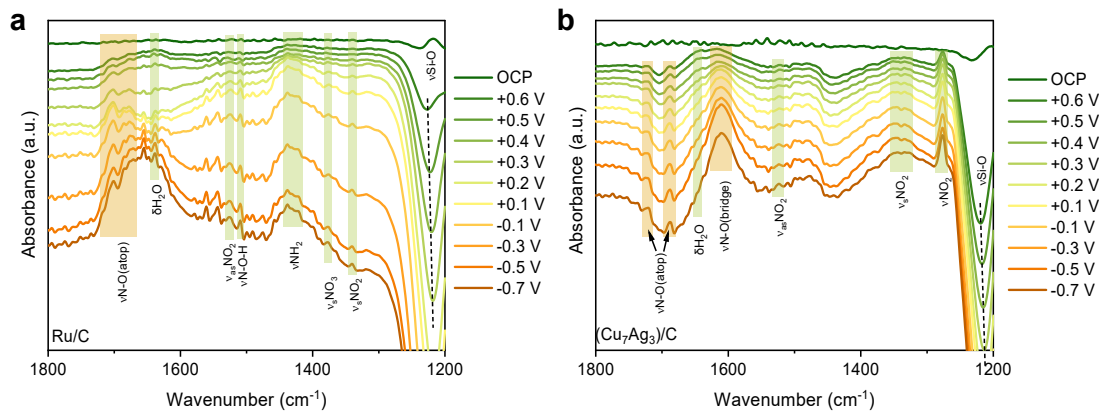 a
Absorbance (a.u.)
νN-O(atop)
δH₂O
νₐₛNO₂
νN-O-H
νNH₂
νₛNO₃
νₛNO₂
νSi-O
Ru/C
1800 1600 1400 1200
Wavenumber (cm⁻¹)
OCP
+0.6 V
+0.5 V
+0.4 V
+0.3 V
+0.2 V
+0.1 V
-0.1 V
-0.3 V
-0.5 V
-0.7 V
b
Absorbance (a.u.)
νN-O(atop)
δH₂O
νN-O(bridge)
νₐₛNO₂
νₛNO₂
νN¹O₂
νSi-O
(Cu₇Ag₃)/C
1800 1600 1400 1200
Wavenumber (cm⁻¹)
OCP
+0.6 V
+0.5 V
+0.4 V
+0.3 V
+0.2 V
+0.1 V
-0.1 V
-0.3 V
-0.5 V
-0.7 V